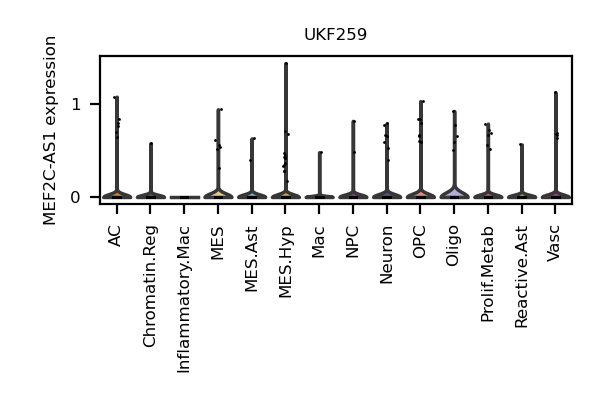 UKF259
MEF2C-AS1 expression
1
0
AC
Chromatin.Reg
Inflammatory.Mac
MES
MES.Ast
MES.Hyp
Mac
NPC
Neuron
OPC
Oligo
Prolif.Metab
Reactive.Ast
Vasc